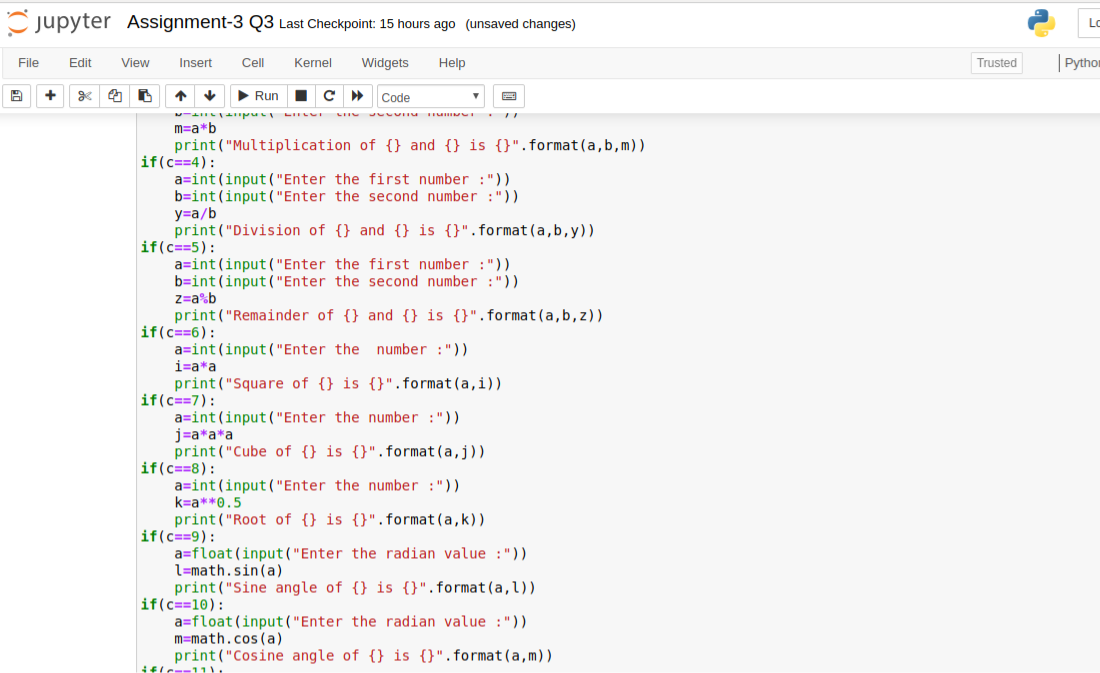 jupyter Assignment-3 Q3 Last Checkpoint: 15 hours ago (unsaved changes)
File Edit View Insert Cell Kernel Widgets Help Trusted
Run Code
m=a*b
print("Multiplication of {} and {} is {}".format(a,b,m))
if(c==4):
a=int(input("Enter the first number :"))
b=int(input("Enter the second number :"))
y=a/b
print("Division of {} and {} is {}".format(a,b,y))
if(c==5):
a=int(input("Enter the first number :"))
b=int(input("Enter the second number :"))
z=a%b
print("Remainder of {} and {} is {}".format(a,b,z))
if(c==6):
a=int(input("Enter the  number :"))
i=a*a
print("Square of {} is {}".format(a,i))
if(c==7):
a=int(input("Enter the number :"))
j=a*a*a
print("Cube of {} is {}".format(a,j))
if(c==8):
a=int(input("Enter the number :"))
k=a**0.5
print("Root of {} is {}".format(a,k))
if(c==9):
a=float(input("Enter the radian value :"))
l=math.sin(a)
print("Sine angle of {} is {}".format(a,l))
if(c==10):
a=float(input("Enter the radian value :"))
m=math.cos(a)
print("Cosine angle of {} is {}".format(a,m))